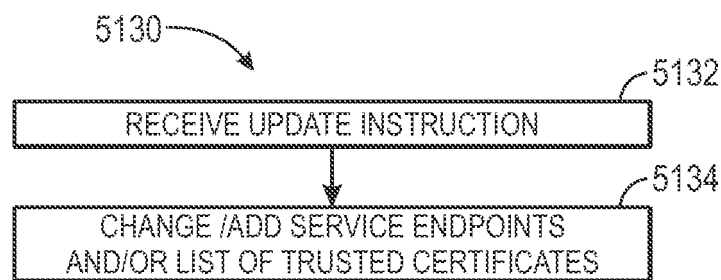 5130
5132
RECEIVE UPDATE INSTRUCTION
5134
CHANGE /ADD SERVICE ENDPOINTS
AND/OR LIST OF TRUSTED CERTIFICATES